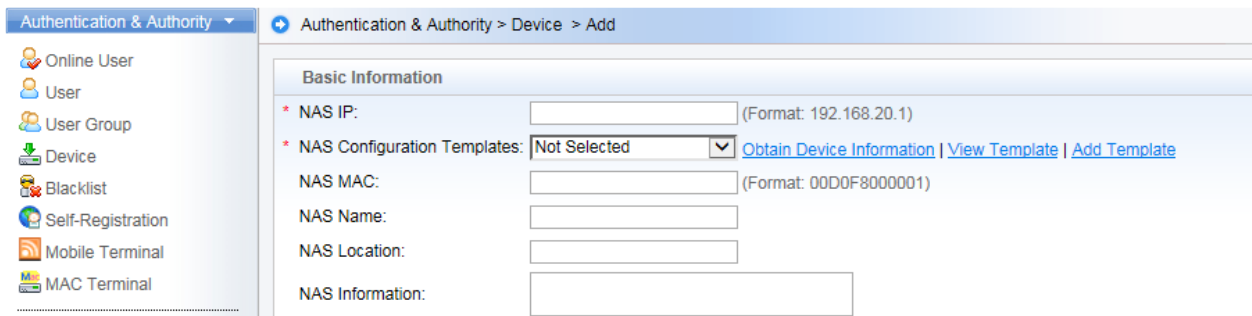 Authentication & Authority
Online User
User
User Group
Device
Blacklist
Self-Registration
Mobile Terminal
Mac
MAC Terminal
Authentication & Authority > Device > Add
Basic Information
* NAS IP: (Format: 192.168.20.1)
* NAS Configuration Templates: Not Selected Obtain Device Information | View Template | Add Template
NAS MAC: (Format: 00D0F8000001)
NAS Name:
NAS Location:
NAS Information: